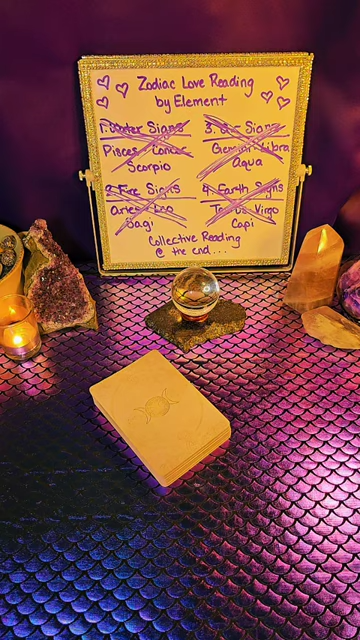 Zodiac Love Reading
by Element
1. Water Signs
Pisces Cancer
Scorpio
2. Fire Signs
Aries Leo
Sagi
3. Air Signs
Gemini Libra
Aqua
4. Earth Signs
Taurus Virgo
Capi
Collective Reading
@ the end...